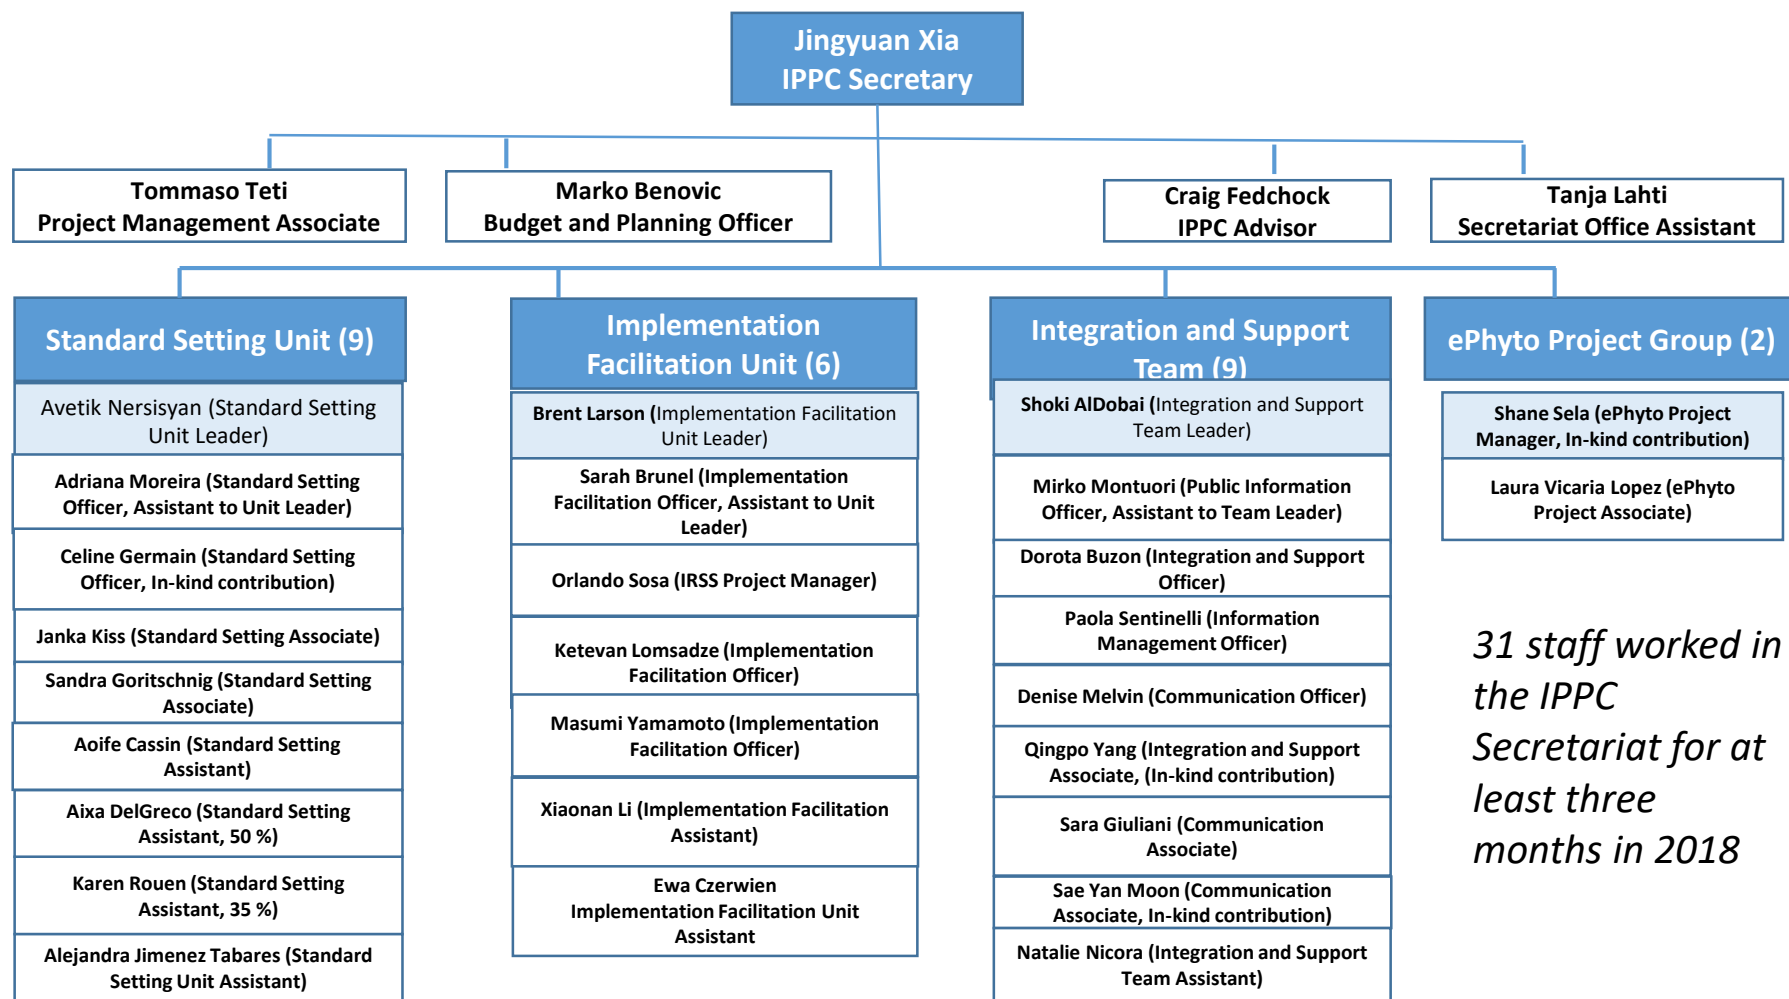 Jingyuan Xia
IPPC Secretary
Tommaso Teti
Project Management Associate
Marko Benovic
Budget and Planning Officer
Craig Fedchock
IPPC Advisor
Tanja Lahti
Secretariat Office Assistant
Standard Setting Unit (9)
Avetik Nersisyan (Standard Setting
Unit Leader)
Adriana Moreira (Standard Setting
Officer, Assistant to Unit Leader)
Celine Germain (Standard Setting
Officer, In-kind contribution)
Janka Kiss (Standard Setting Associate)
Sandra Goritschnig (Standard Setting
Associate)
Aoife Cassin (Standard Setting
Assistant)
Aixa DelGreco (Standard Setting
Assistant, 50 %)
Karen Rouen (Standard Setting
Assistant, 35 %)
Alejandra Jimenez Tabares (Standard
Setting Unit Assistant)
Implementation
Facilitation Unit (6)
Brent Larson (Implementation Facilitation
Unit Leader)
Sarah Brunel (Implementation
Facilitation Officer, Assistant to Unit
Leader)
Orlando Sosa (IRSS Project Manager)
Ketevan Lomsadze (Implementation
Facilitation Officer)
Masumi Yamamoto (Implementation
Facilitation Officer)
Xiaonan Li (Implementation Facilitation
Assistant)
Ewa Czerwien
Implementation Facilitation Unit
Assistant
Integration and Support
Team (9)
Shoki AlDobai (Integration and Support
Team Leader)
Mirko Montuori (Public Information
Officer, Assistant to Team Leader)
Dorota Buzon (Integration and Support
Officer)
Paola Sentinelli (Information
Management Officer)
Denise Melvin (Communication Officer)
Qingpo Yang (Integration and Support
Associate, (In-kind contribution)
Sara Giuliani (Communication
Associate)
Sae Yan Moon (Communication
Associate, In-kind contribution)
Natalie Nicora (Integration and Support
Team Assistant)
ePhyto Project Group (2)
Shane Sela (ePhyto Project
Manager, In-kind contribution)
Laura Vicaria Lopez (ePhyto
Project Associate)
31 staff worked in
the IPPC
Secretariat for at
least three
months in 2018